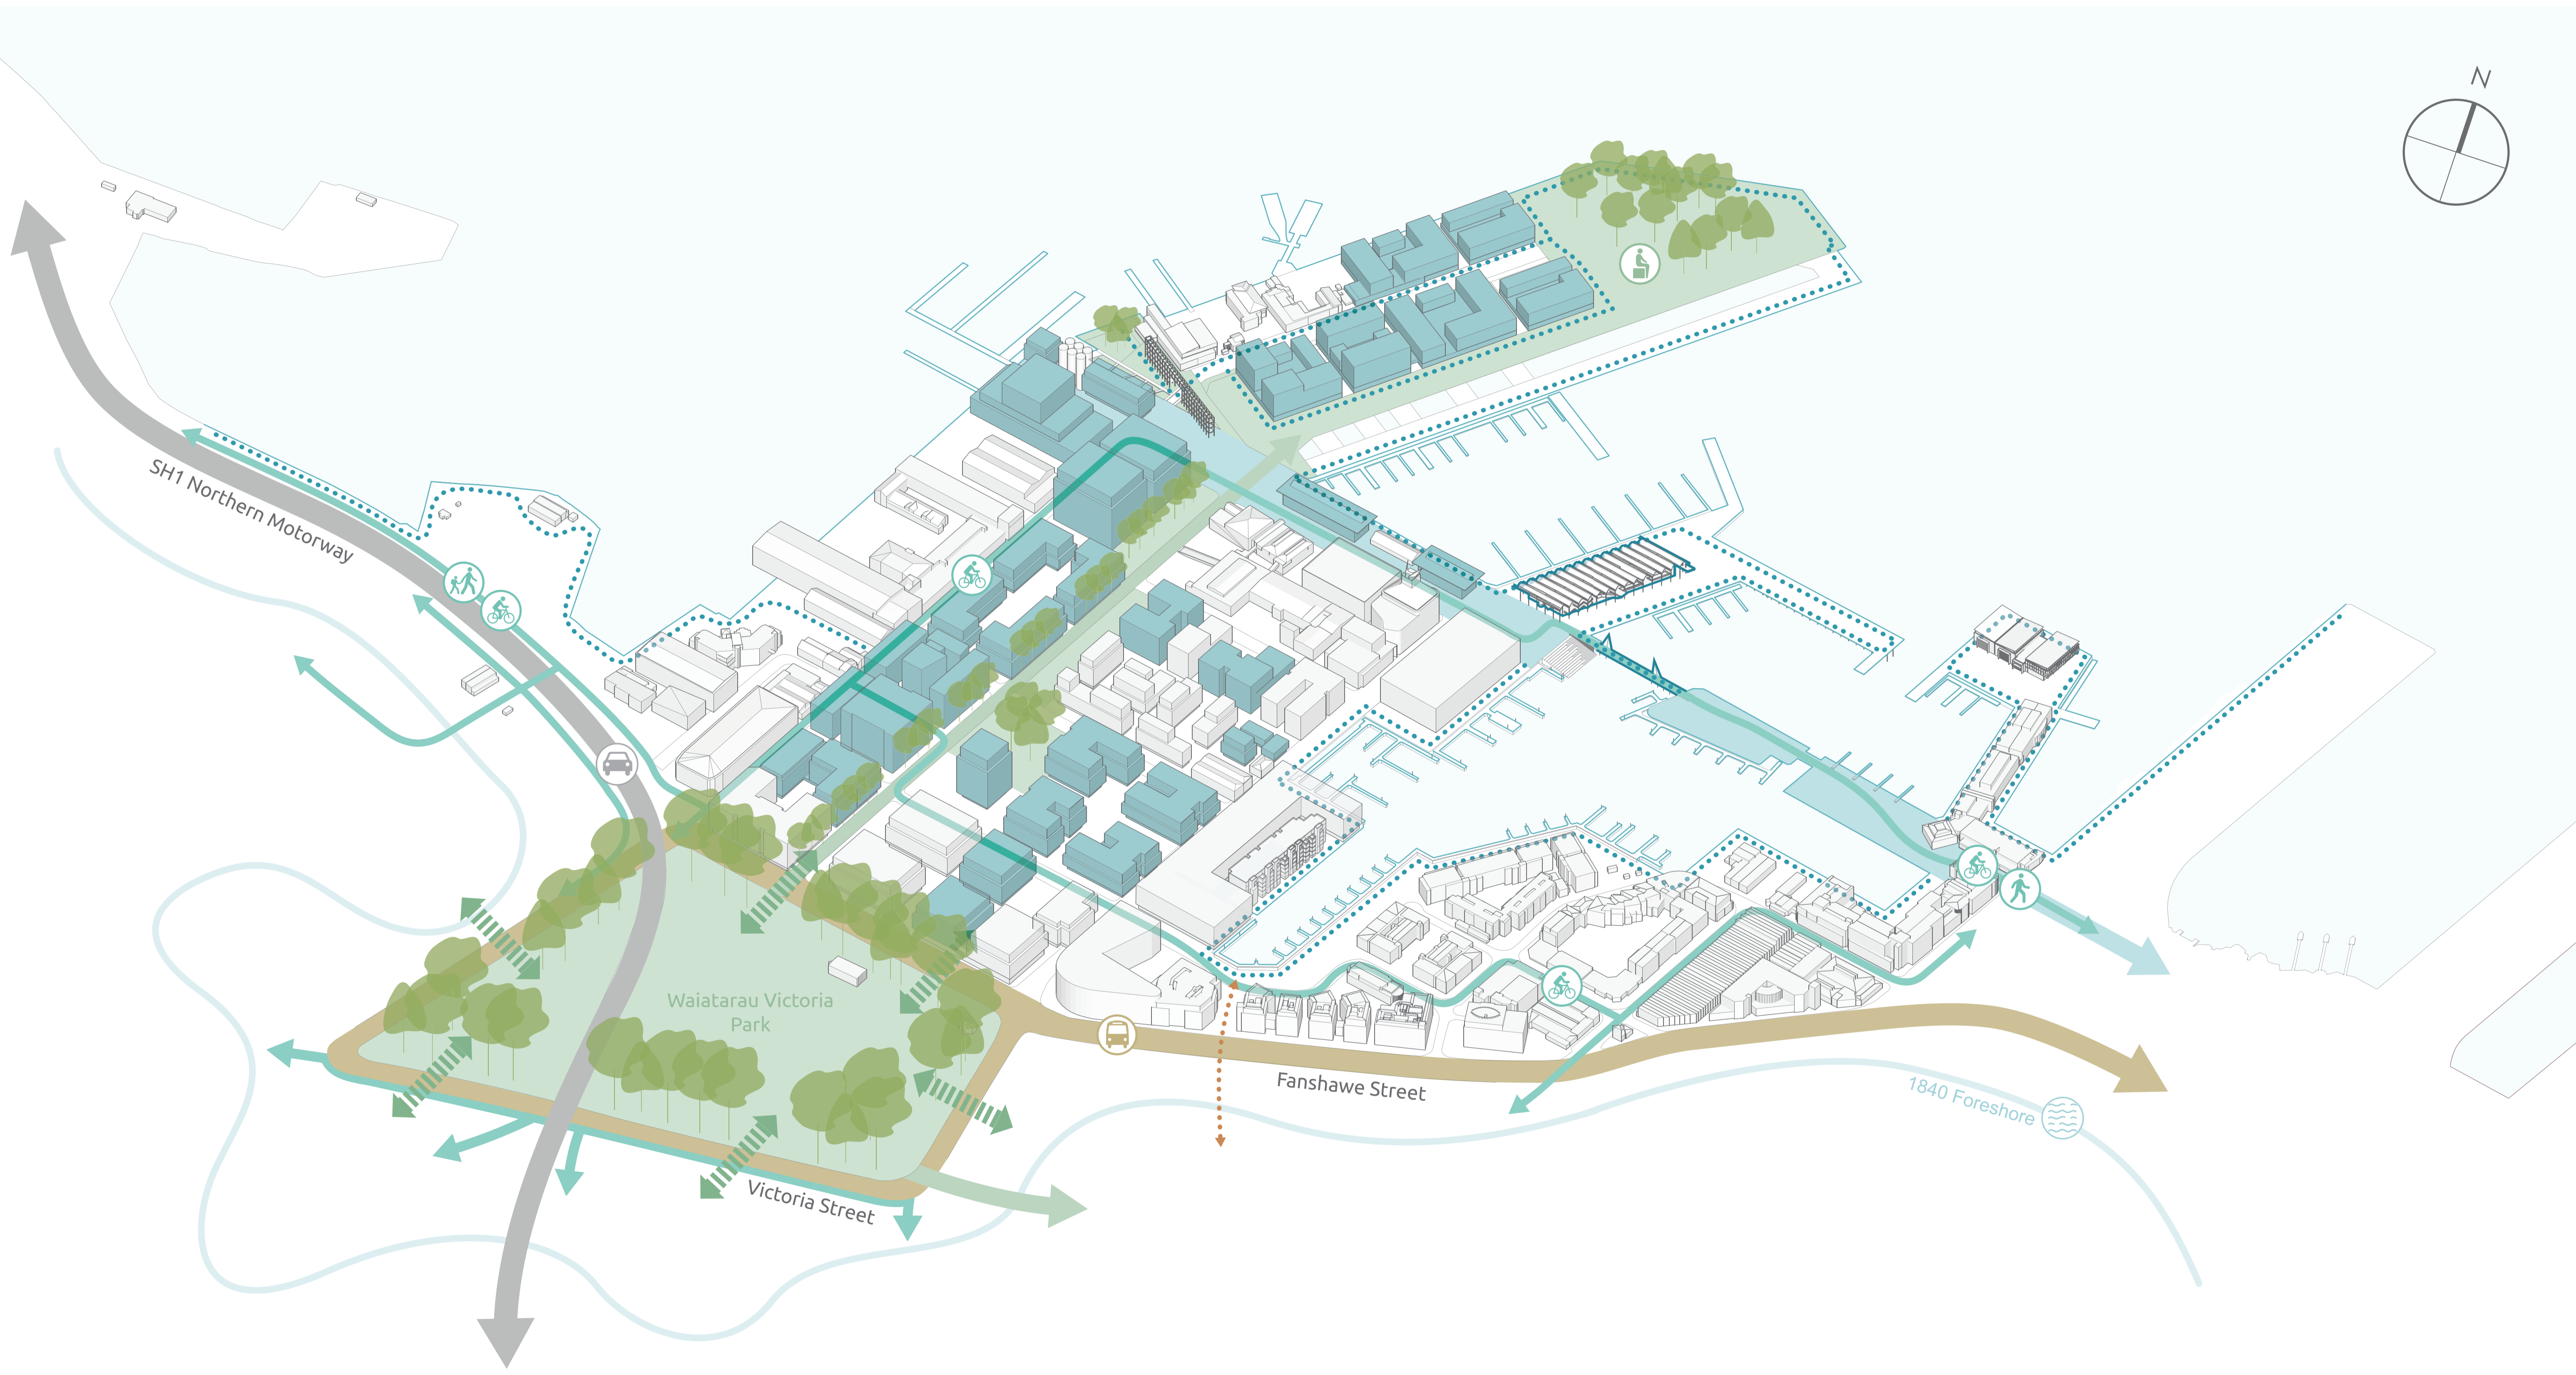 N
SH1 Northern Motorway
Waiatarau Victoria
Park
Fanshawe Street
1840 Foreshore
Victoria Street